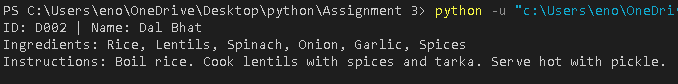 PS C:\Users\eno\OneDrive\Desktop\python\Assignment 3> python -u "c:\Users\eno\OneDri
ID: D002 | Name: Dal Bhat
Ingredients: Rice, Lentils, Spinach, Onion, Garlic, Spices
Instructions: Boil rice. Cook lentils with spices and tarka. Serve hot with pickle.